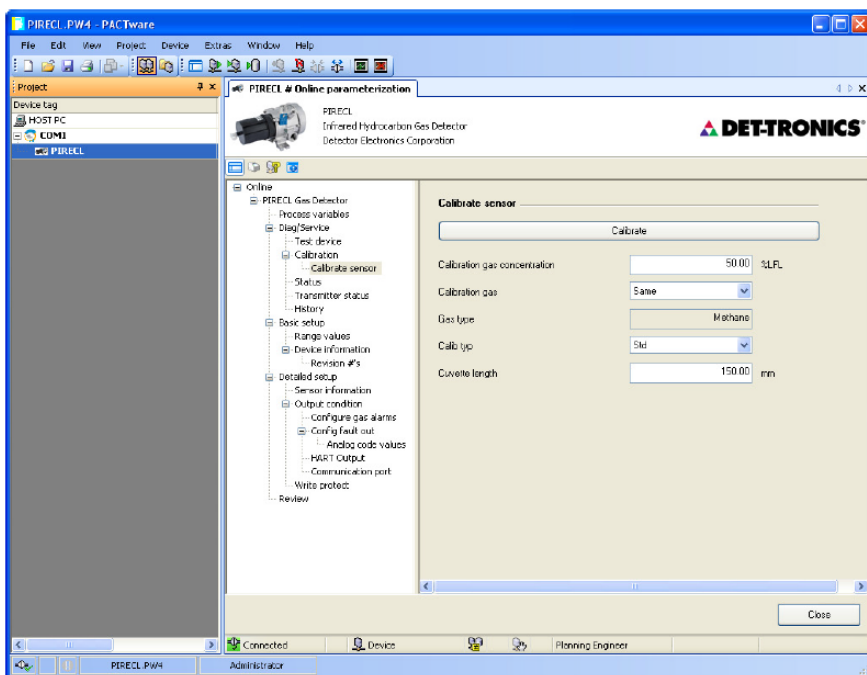 PIRECL.PW4 - PACTware
File Edit View Project Device Extras Window Help
Project
Device tag
HOST PC
COM1
PIRECL
PIRECL # Online parameterization
PIRECL
Infrared Hydrocarbon Gas Detector
Detector Electronics Corporation
DET-TRONICS®
Online
PIRECL Gas Detector
Process variables
Diag/Service
Test device
Calibration
Calibrate sensor
Status
Transmitter status
History
Basic setup
Range values
Device information
Revision #'s
Detailed setup
Sensor information
Output condition
Configure gas alarms
Config fault out
Analog code values
HART Output
Communication port
Write protect
Review
Calibrate sensor
Calibrate
Calibration gas concentration 50.00 %LFL
Calibration gas Same
Gas type Methane
Calib typ Std
Cuvette length 150.00 mm
Close
Connected Device Planning Engineer
PIRECL.PW4 Administrator